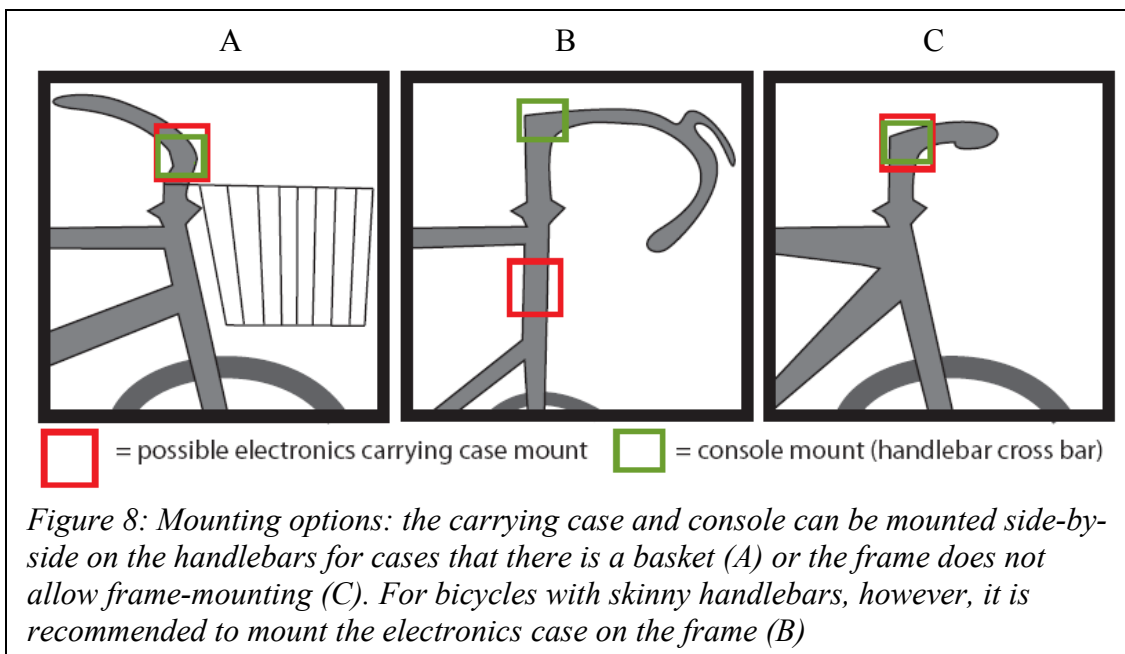 A B C
= possible electronics carrying case mount = console mount (handlebar cross bar)
Figure 8: Mounting options: the carrying case and console can be mounted side-by-
side on the handlebars for cases that there is a basket (A) or the frame does not
allow frame-mounting (C). For bicycles with skinny handlebars, however, it is
recommended to mount the electronics case on the frame (B)